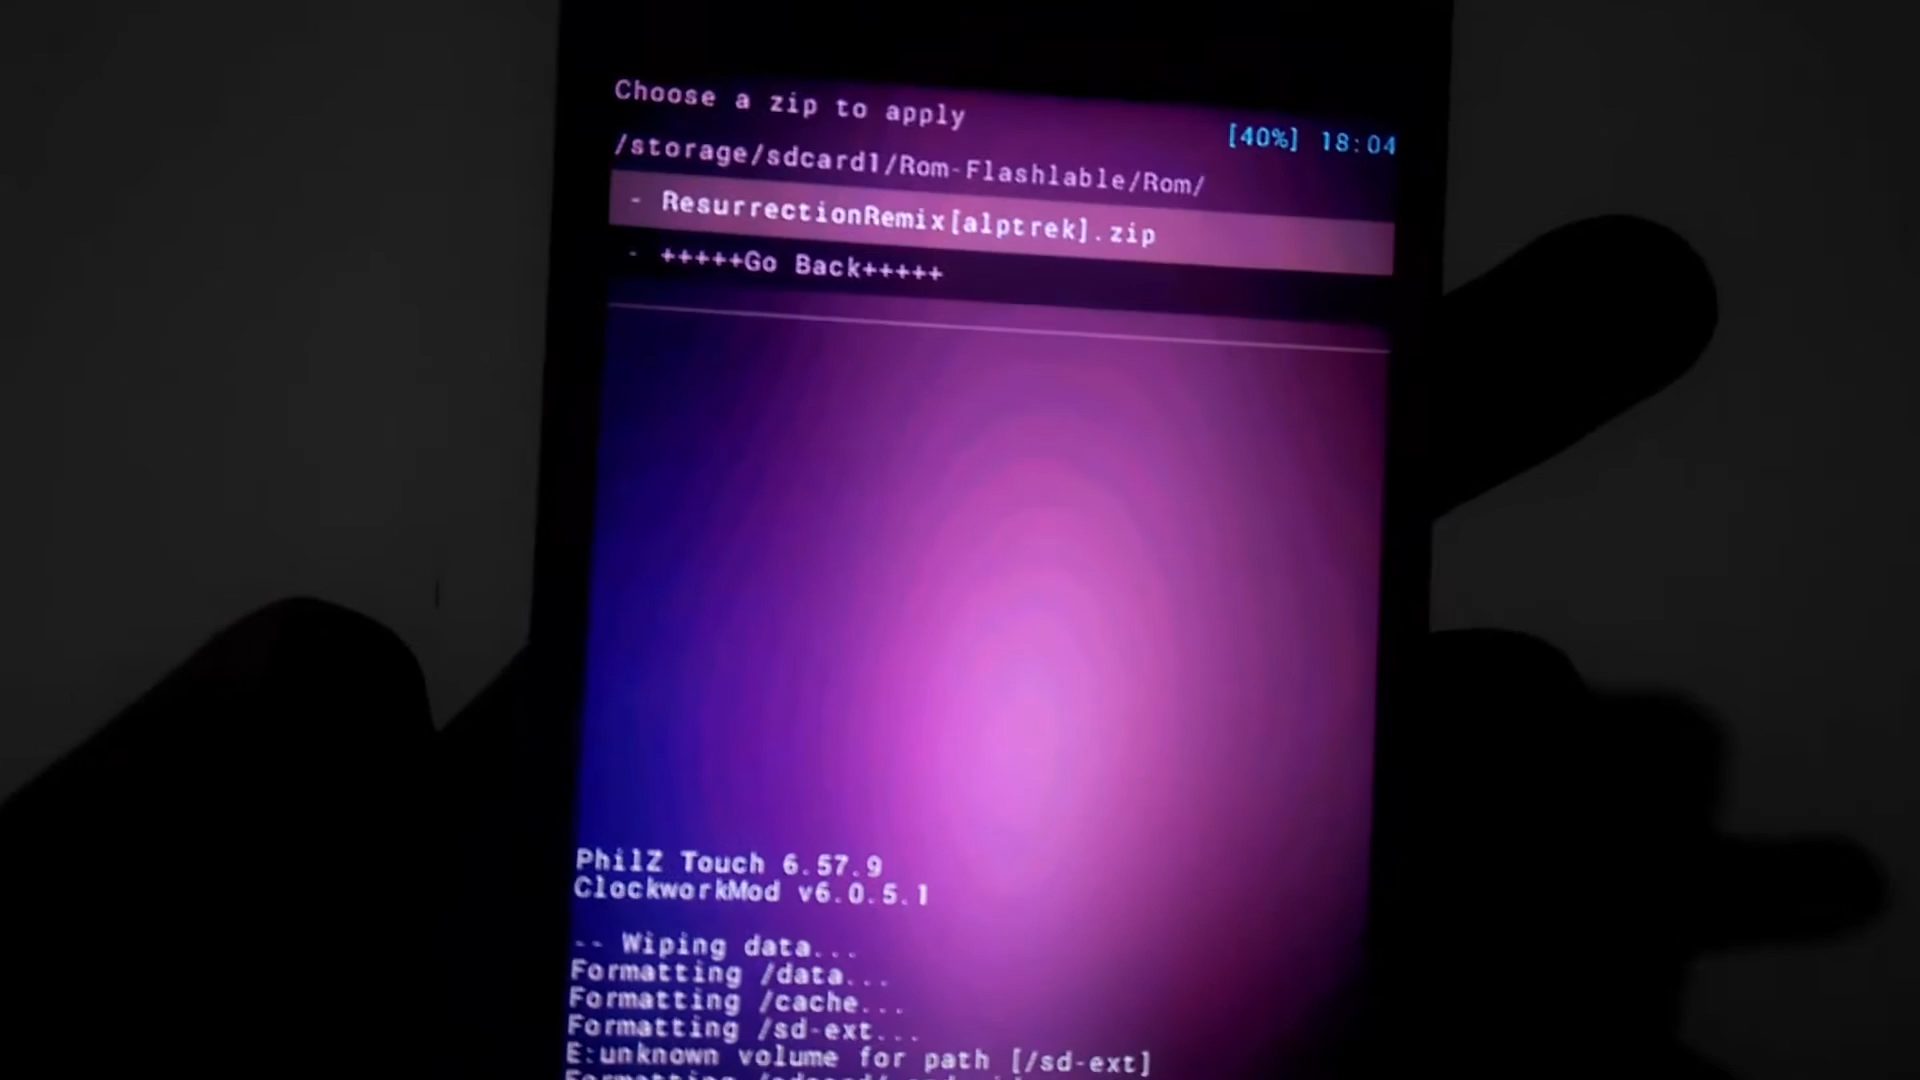 Choose a zip to apply
[40%] 18:04
/storage/sdcard1/Rom-Flashlable/Rom/
- ResurrectionRemix[alptrek].zip
- +++++Go Back+++++
PhilZ Touch 6.57.9
ClockworkMod v6.0.5.1
-- Wiping data...
Formatting /data...
Formatting /cache...
Formatting /sd-ext...
E:unknown volume for path [/sd-ext]
Formatting